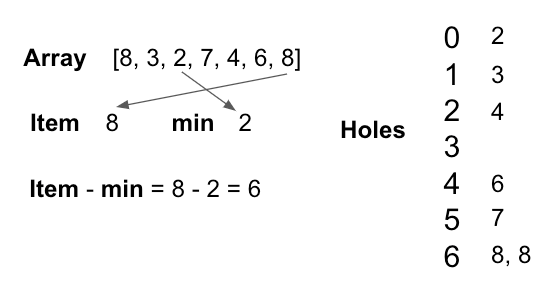 Array [8, 3, 2, 7, 4, 6, 8]
Item 8 min 2
Item - min = 8 - 2 = 6
Holes
0 2
1 3
2 4
3
4 6
5 7
6 8, 8